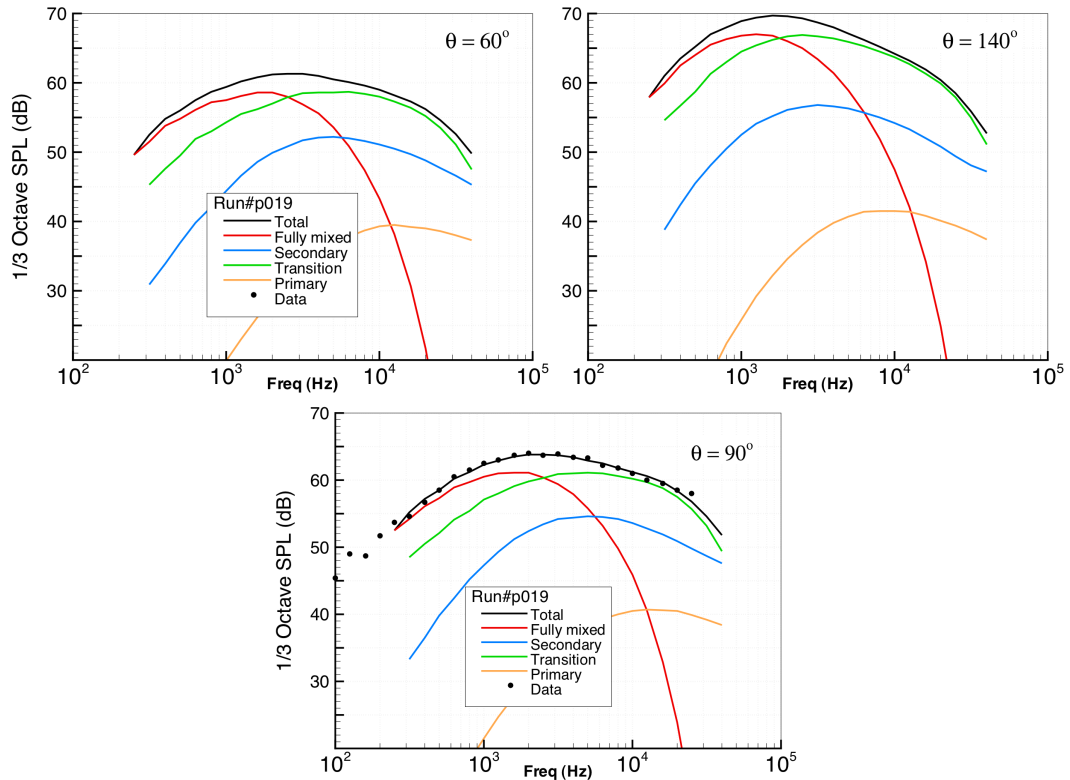 70
60
50
40
30
1/3 Octave SPL (dB)
θ = 60°
Run#p019
Total
Fully mixed
Secondary
Transition
Primary
Data
10²
10³
10⁴
10⁵
Freq (Hz)
70
60
50
40
30
θ = 140°
10²
10³
10⁴
10⁵
Freq (Hz)
70
60
50
40
30
1/3 Octave SPL (dB)
θ = 90°
Run#p019
Total
Fully mixed
Secondary
Transition
Primary
Data
10²
10³
10⁴
10⁵
Freq (Hz)